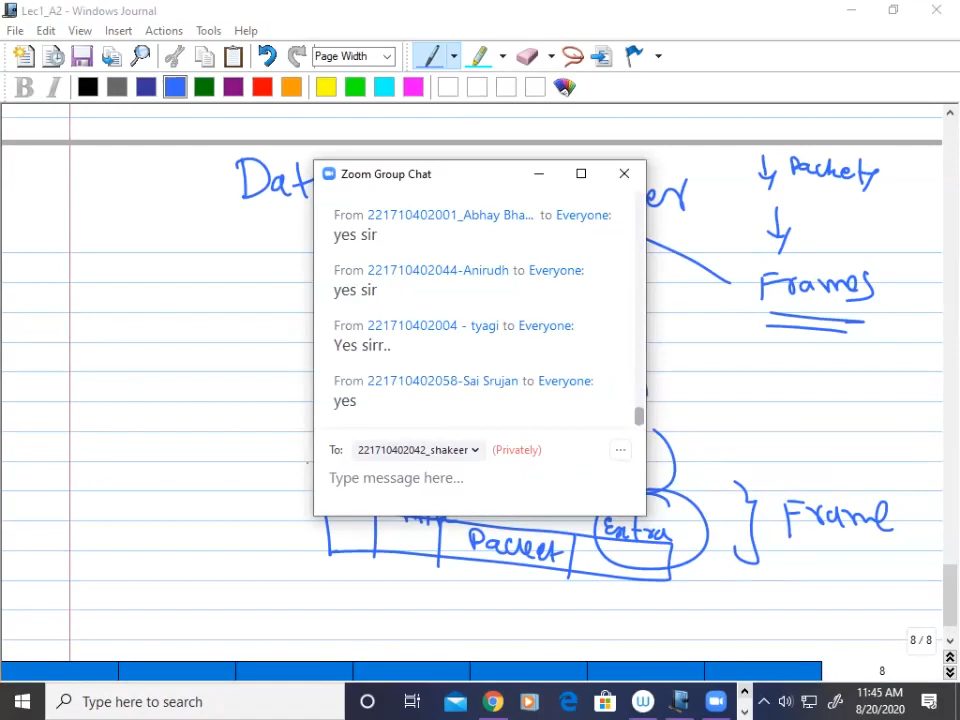 Lec1_A2 - Windows Journal
File Edit View Insert Actions Tools Help
Page Width
B I
Packets
Frames
Zoom Group Chat
From 221710402001_Abhay Bha... to Everyone:
yes sir
From 221710402044-Anirudh to Everyone:
yes sir
From 221710402004 - tyagi to Everyone:
Yes sirr..
From 221710402058-Sai Srujan to Everyone:
yes
To: 221710402042_shakeer (Privately) ...
Type message here...
Extra
Packet
Frame
8 / 8
8
Type here to search
11:45 AM
8/20/2020